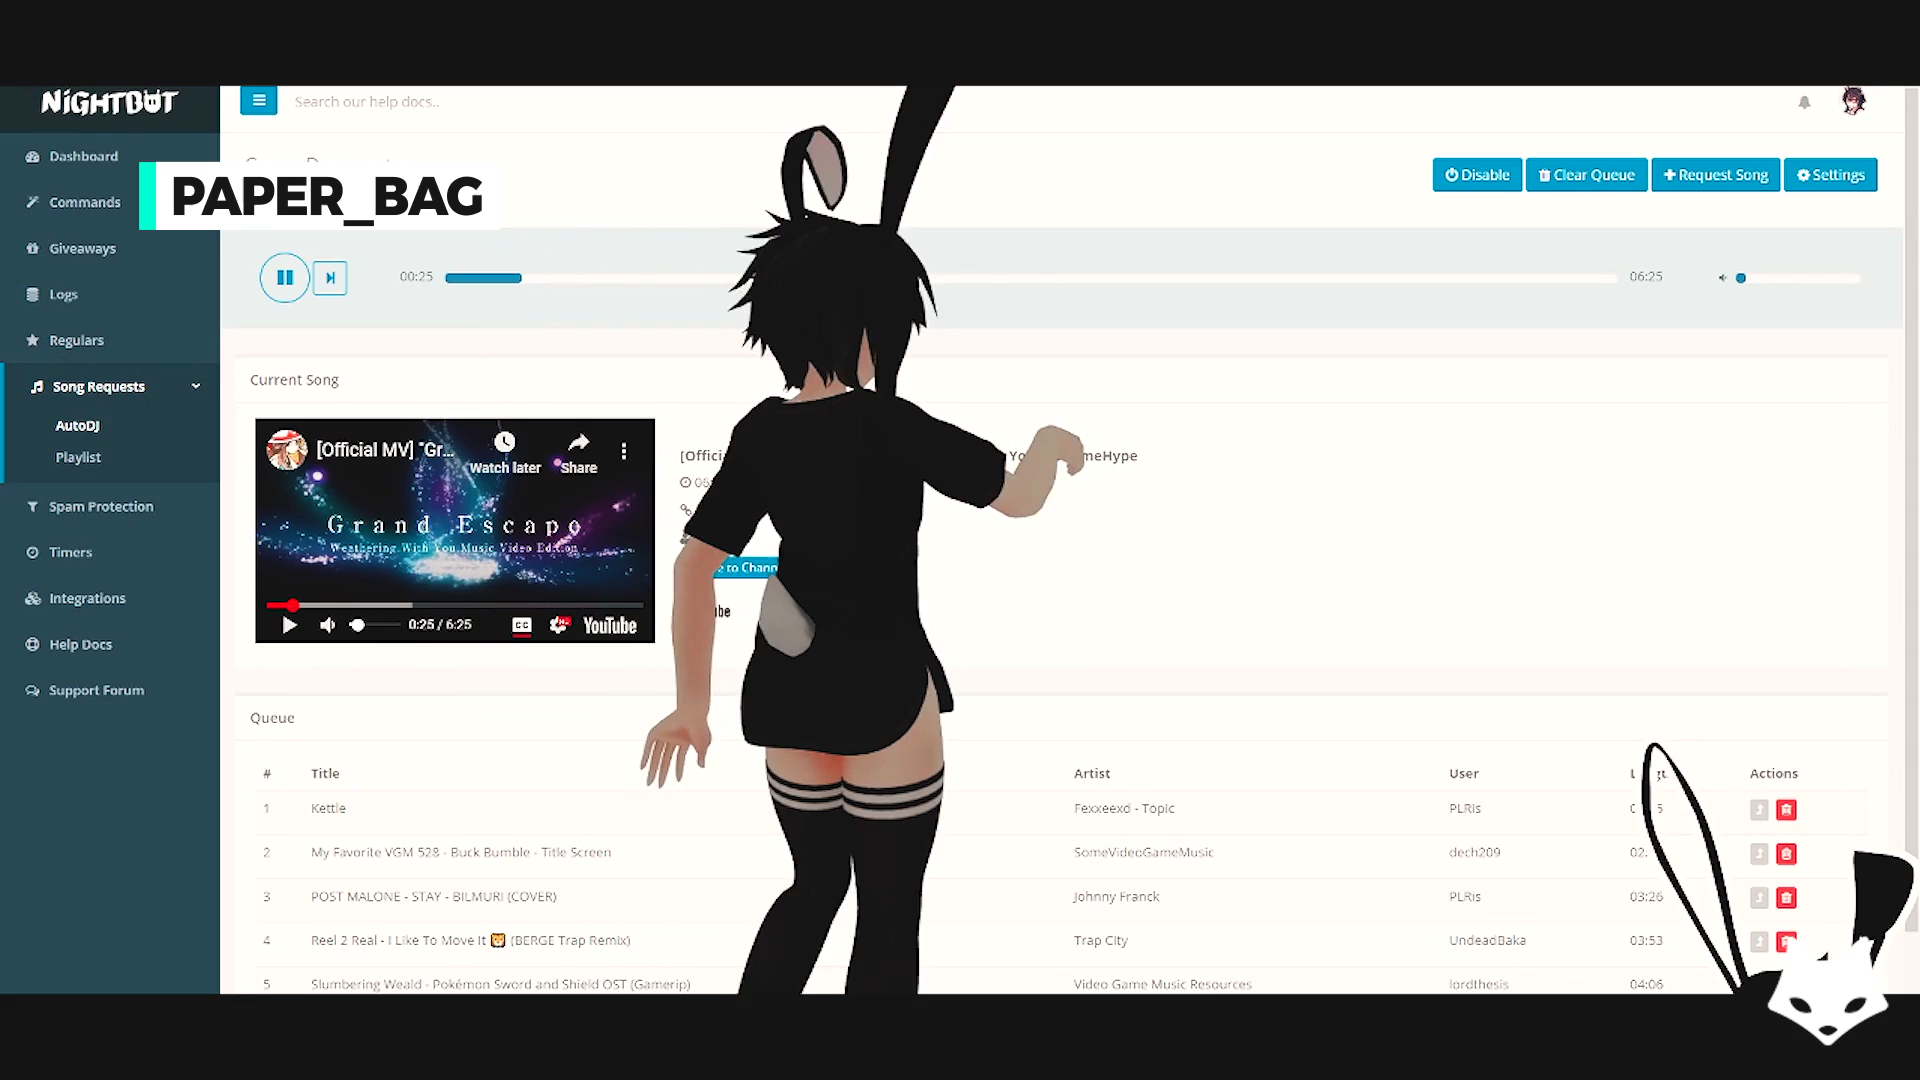 NiGHTBOT
Search our help docs..
Dashboard
PAPER_BAG
Disable
Clear Queue
Request Song
Settings
Commands
Giveaways
00:25
06:25
Logs
Regulars
Song Requests
Current Song
AutoDJ
Playlist
[Official MV] "Gr...
Watch later
Share
meHype
Grand Escape
Weathering With You Music Video Edition
0:25 / 6:25
CC
YouTube
Spam Protection
Timers
Integrations
Help Docs
Support Forum
Queue
# Title Artist User Actions
1 Kettle Fexxeexd - Topic PLRis
2 My Favorite VGM 528 - Buck Bumble - Title Screen SomeVideoGameMusic dech209 02:
3 POST MALONE - STAY - BILMURI (COVER) Johnny Franck PLRis 03:26
4 Reel 2 Real - I Like To Move It 🐯 (BERGE Trap Remix) Trap City UndeadBaka 03:53
5 Slumbering Weald - Pokémon Sword and Shield OST (Gamerip) Video Game Music Resources lordthesis 04:06